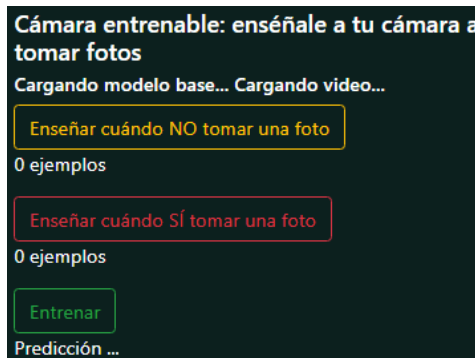 Cámara entrenable: enséñale a tu cámara a
tomar fotos
Cargando modelo base... Cargando video...
Enseñar cuándo NO tomar una foto
0 ejemplos
Enseñar cuándo SÍ tomar una foto
0 ejemplos
Entrenar
Predicción ...